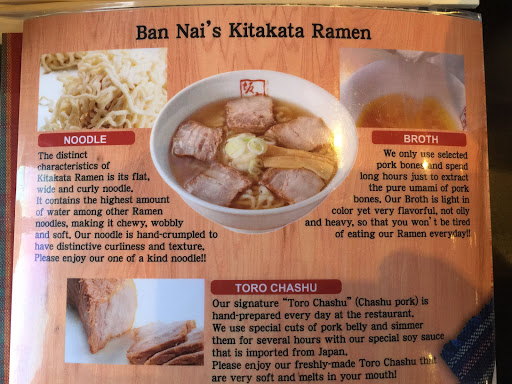 Ban Nai's Kitakata Ramen
坂
NOODLE
The distinct
characteristics of
Kitakata Ramen is its flat,
wide and curly noodle.
It contains the highest amount
of water among other Ramen
noodles, making it chewy, wobbly
and soft. Our noodle is hand-crumpled to
have distinctive curliness and texture.
Please enjoy our one of a kind noodle!!
BROTH
We only use selected
pork bones and spend
long hours just to extract
the pure umami of pork
bones. Our Broth is light in
color yet very flavorful, not oily
and heavy, so that you won't be tired
of eating our Ramen everyday!!
TORO CHASHU
Our signature "Toro Chashu" (Chashu pork) is
hand-prepared every day at the restaurant.
We use special cuts of pork belly and simmer
them for several hours with our special soy sauce
that is imported from Japan.
Please enjoy our freshly-made Toro Chashu that
are very soft and melts in your mouth!